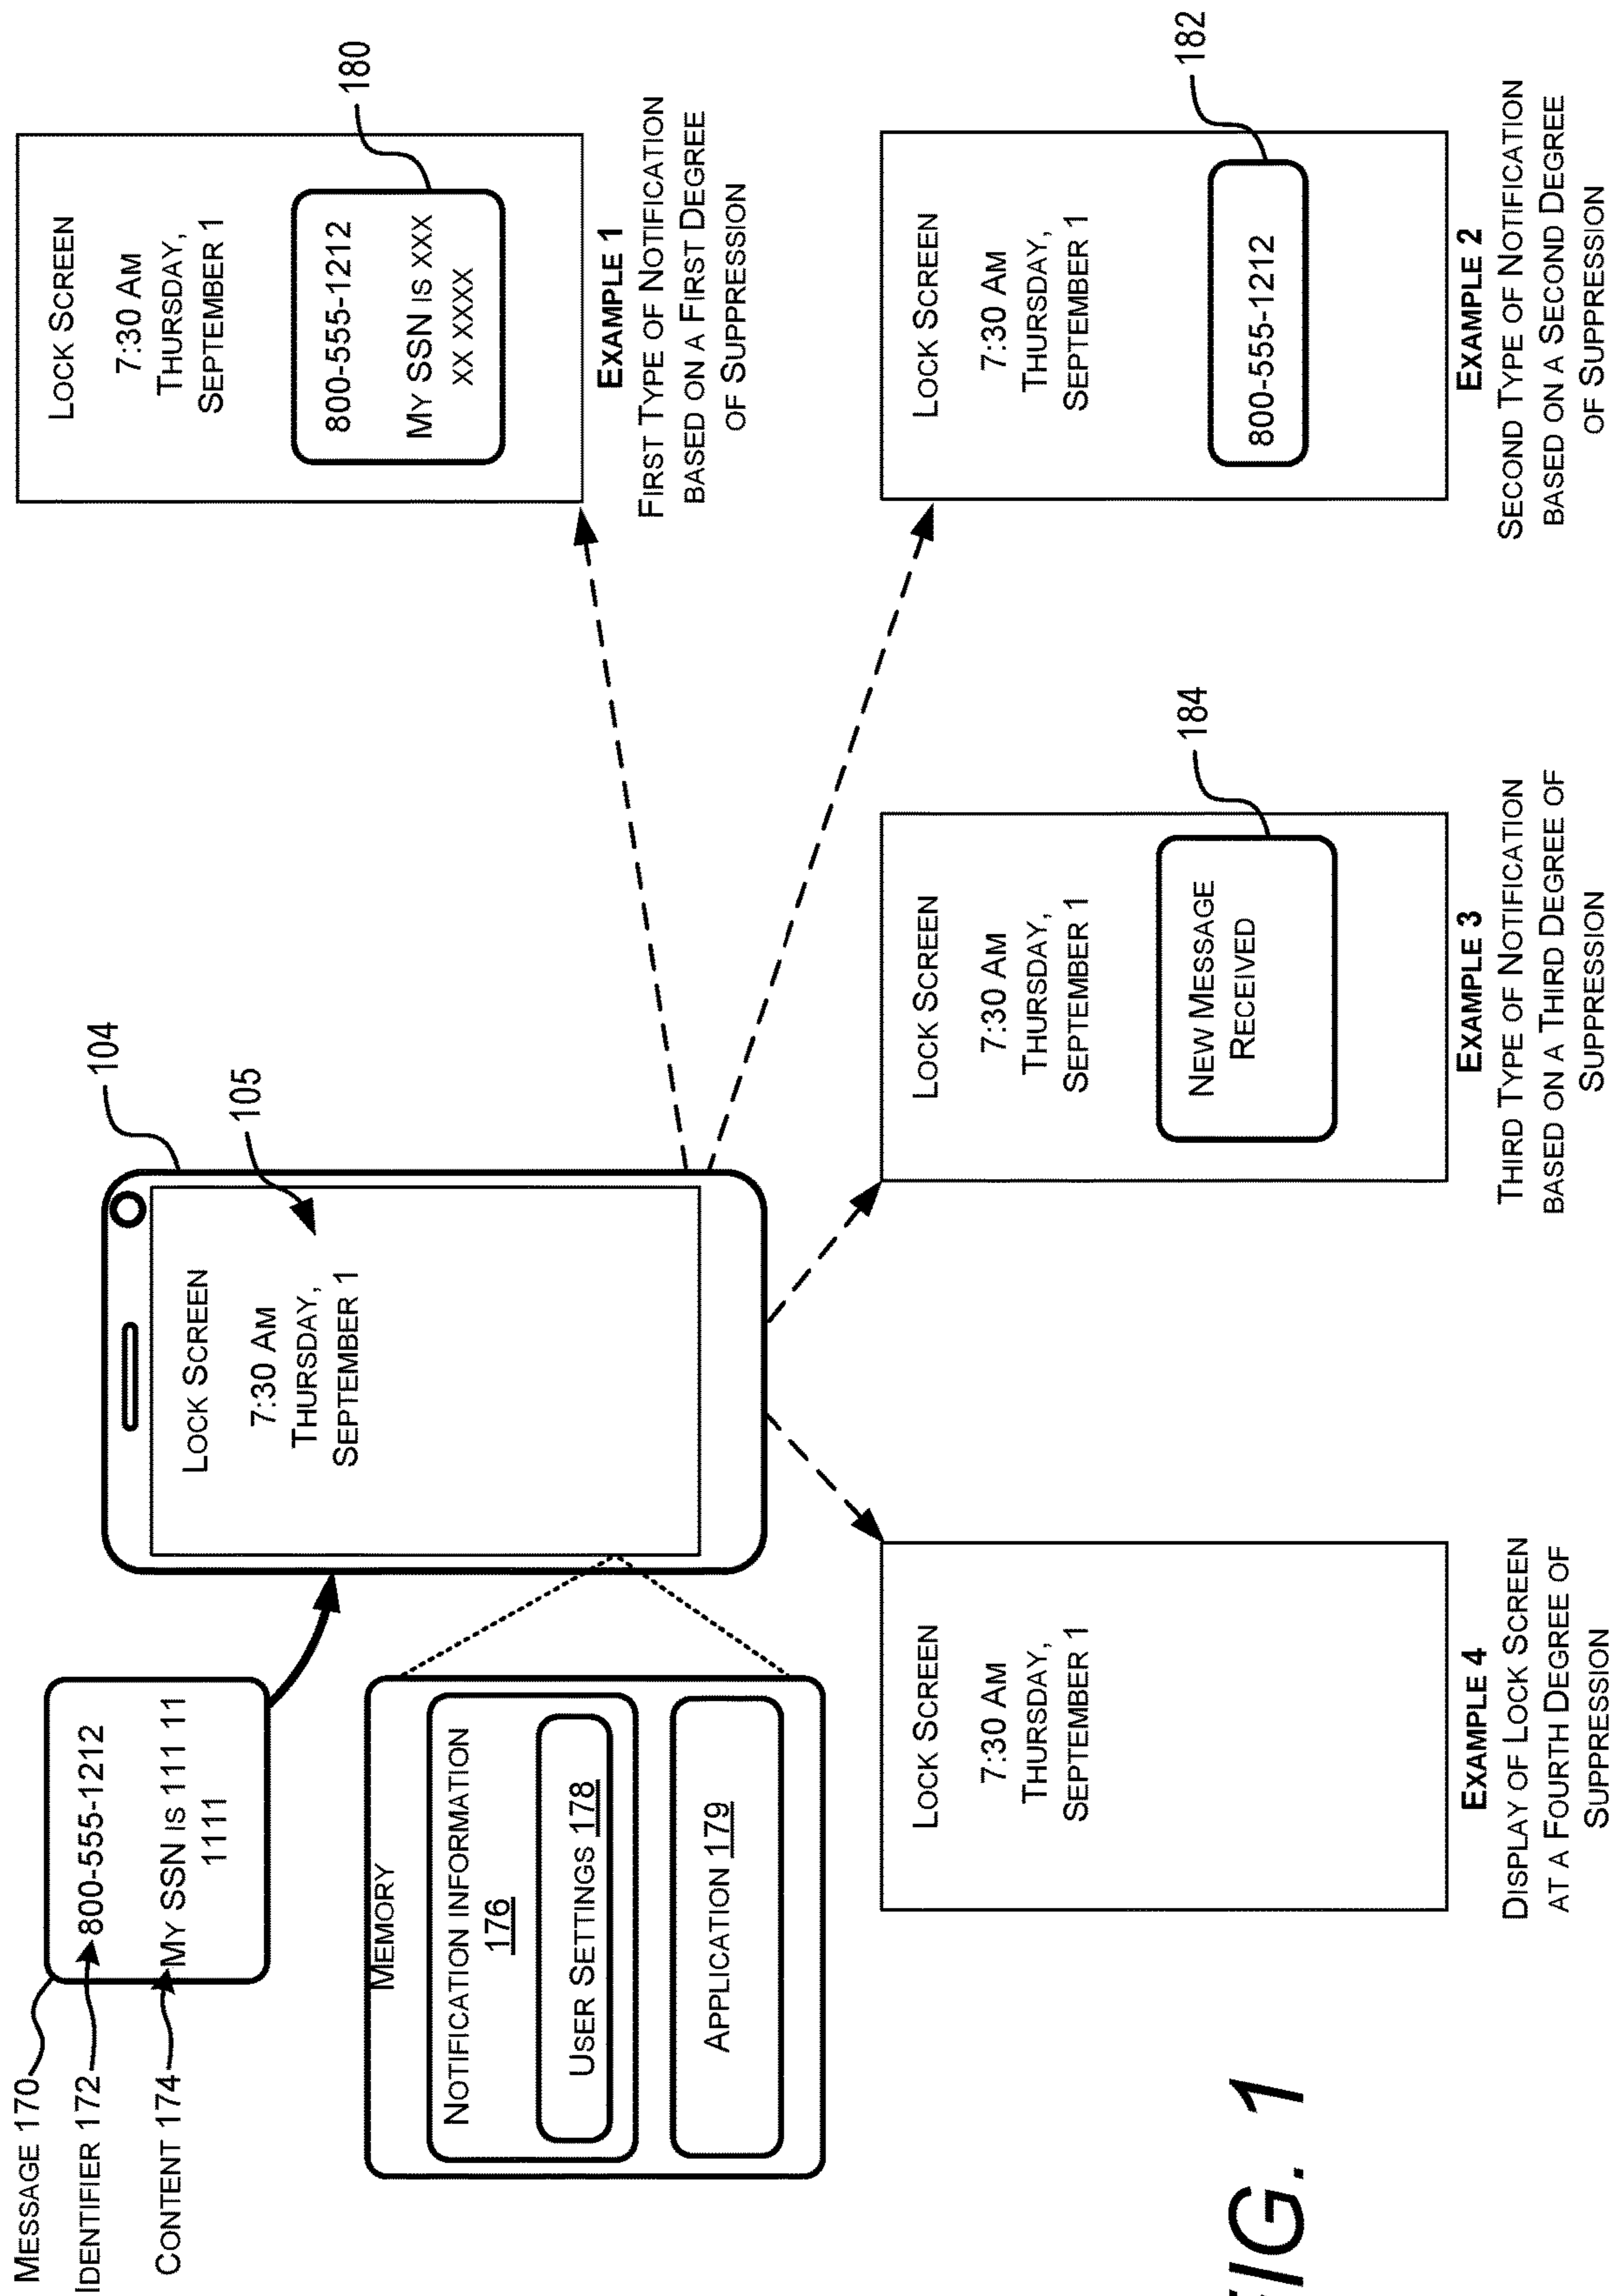 MESSAGE 170
IDENTIFIER 172
CONTENT 174
800-555-1212
MY SSN IS 111 11
1111
MEMORY
NOTIFICATION INFORMATION
176
USER SETTINGS 178
APPLICATION 179
104
105
LOCK SCREEN
7:30 AM
THURSDAY,
SEPTEMBER 1
LOCK SCREEN
7:30 AM
THURSDAY,
SEPTEMBER 1
180
800-555-1212
MY SSN IS XXX
XX XXXX
EXAMPLE 1
FIRST TYPE OF NOTIFICATION
BASED ON A FIRST DEGREE
OF SUPPRESSION
LOCK SCREEN
7:30 AM
THURSDAY,
SEPTEMBER 1
EXAMPLE 4
DISPLAY OF LOCK SCREEN
AT A FOURTH DEGREE OF
SUPPRESSION
LOCK SCREEN
7:30 AM
THURSDAY,
SEPTEMBER 1
184
NEW MESSAGE
RECEIVED
EXAMPLE 3
THIRD TYPE OF NOTIFICATION
BASED ON A THIRD DEGREE OF
SUPPRESSION
LOCK SCREEN
7:30 AM
THURSDAY,
SEPTEMBER 1
182
800-555-1212
EXAMPLE 2
SECOND TYPE OF NOTIFICATION
BASED ON A SECOND DEGREE
OF SUPPRESSION
FIG. 1